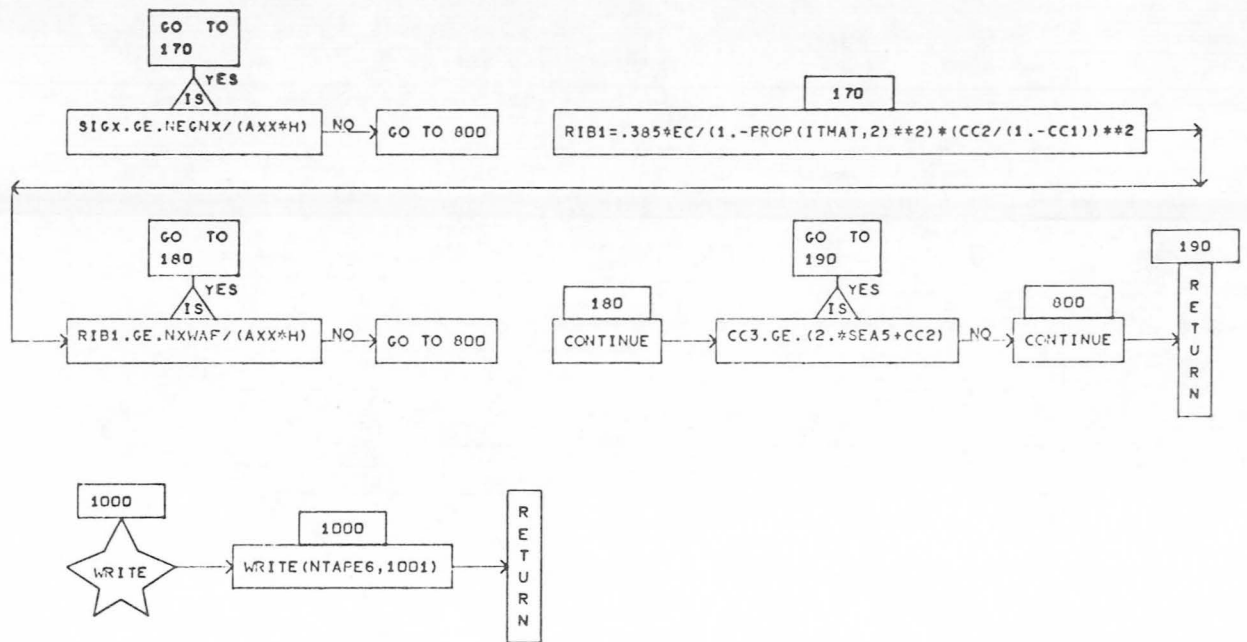 GO TO
170
YES
IS
SIGX.GE.NEGNX/(AXX*H)
NO
GO TO 800
170
RIB1=.385*EC/(1.-PROP(ITMAT,2)**2)*(CC2/(1.-CC1))**2
GO TO
180
YES
IS
RIB1.GE.NXWAF/(AXX*H)
NO
GO TO 800
180
CONTINUE
GO TO
190
YES
IS
CC3.GE.(2.*SEA5+CC2)
NO
800
CONTINUE
190
RETURN
1000
WRITE
1000
WRITE(NTAPE6,1001)
RETURN